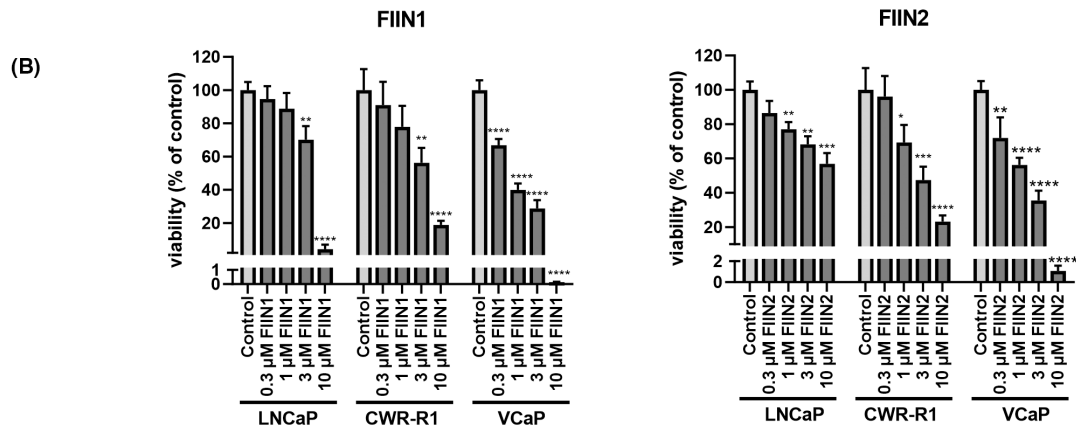 (B)
FIIN1
viability (% of control)
120
100
80
60
40
20
1
0
**
****
**
****
****
****
****
****
Control
0.3 µM FIIN1
1 µM FIIN1
3 µM FIIN1
10 µM FIIN1
Control
0.3 µM FIIN1
1 µM FIIN1
3 µM FIIN1
10 µM FIIN1
Control
0.3 µM FIIN1
1 µM FIIN1
3 µM FIIN1
10 µM FIIN1
LNCaP
CWR-R1
VCaP
FIIN2
viability (% of control)
120
100
80
60
40
20
2
0
**
**
***
*
***
****
**
****
****
****
Control
0.3 µM FIIN2
1 µM FIIN2
3 µM FIIN2
10 µM FIIN2
Control
0.3 µM FIIN2
1 µM FIIN2
3 µM FIIN2
10 µM FIIN2
Control
0.3 µM FIIN2
1 µM FIIN2
3 µM FIIN2
10 µM FIIN2
LNCaP
CWR-R1
VCaP